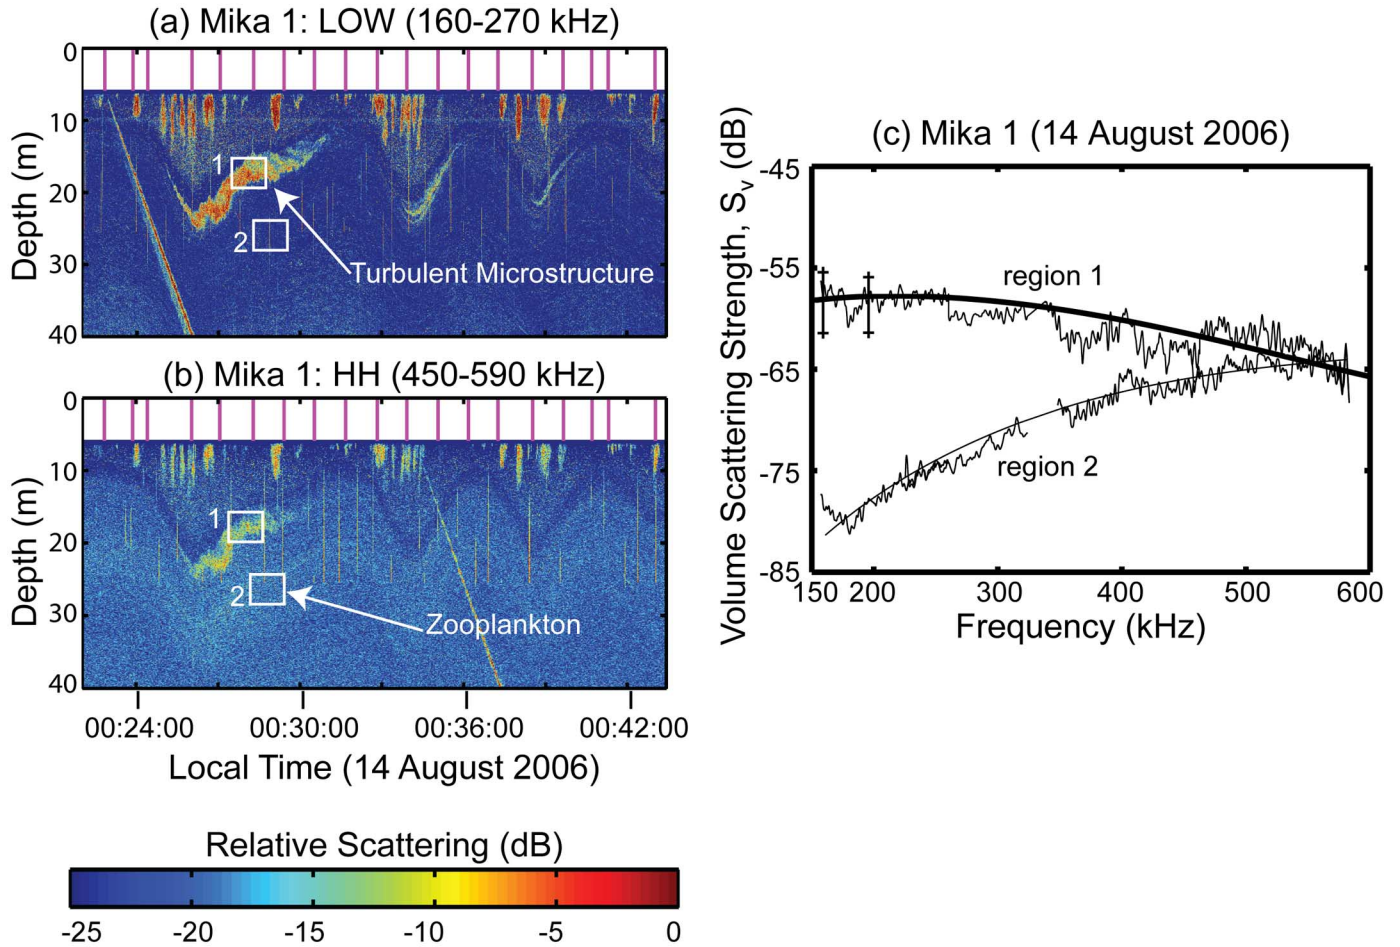 (a) Mika 1: LOW (160-270 kHz)
0
10
20
30
40
Depth (m)
1
2
Turbulent Microstructure
(b) Mika 1: HH (450-590 kHz)
0
10
20
30
40
Depth (m)
1
2
Zooplankton
00:24:00 00:30:00 00:36:00 00:42:00
Local Time (14 August 2006)
Relative Scattering (dB)
-25 -20 -15 -10 -5 0
(c) Mika 1 (14 August 2006)
Volume Scattering Strength, Sᵥ (dB)
-45
-55
-65
-75
-85
region 1
region 2
150 200 300 400 500 600
Frequency (kHz)